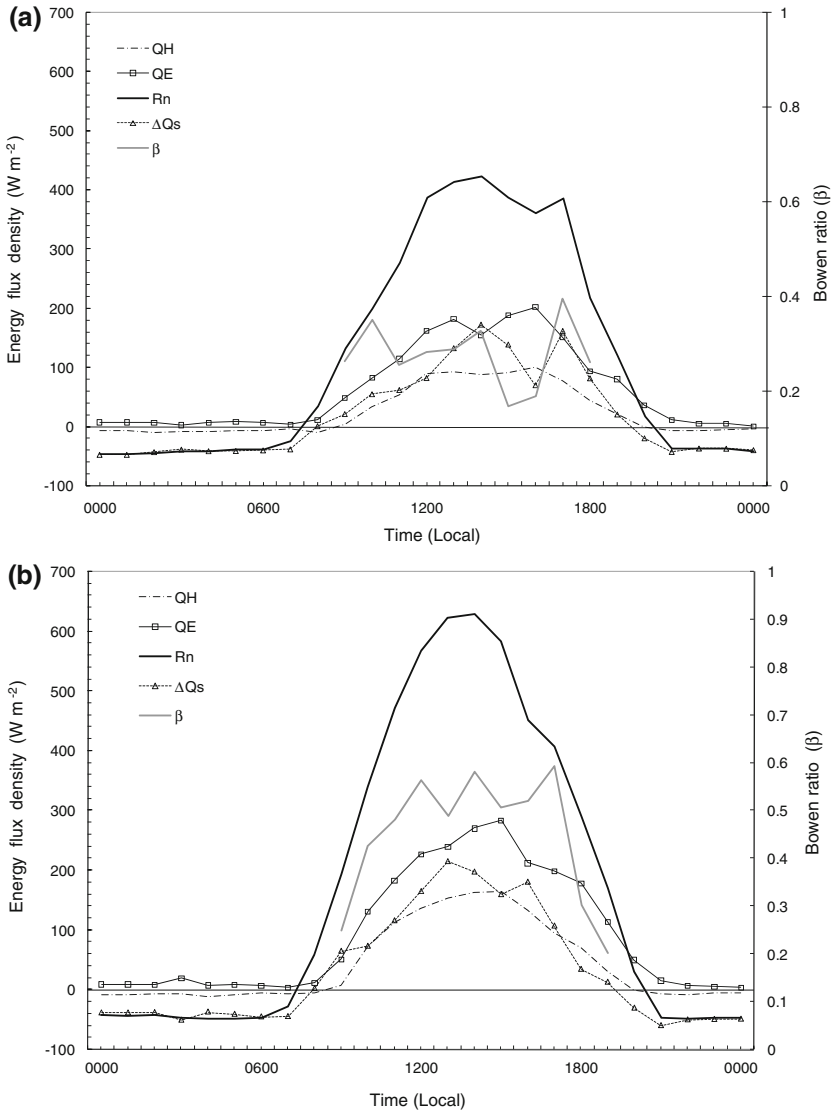 (a)
700
600
500
400
300
200
100
0
-100
Energy flux density (W m-2)
QH
QE
Rn
ΔQs
β
1
0.8
0.6
0.4
0.2
0
Bowen ratio (β)
0000
0600
1200
1800
0000
Time (Local)
(b)
700
600
500
400
300
200
100
0
-100
Energy flux density (W m-2)
QH
QE
Rn
ΔQs
β
1
0.9
0.8
0.7
0.6
0.5
0.4
0.3
0.2
0.1
0
Bowen ratio (β)
0000
0600
1200
1800
0000
Time (Local)